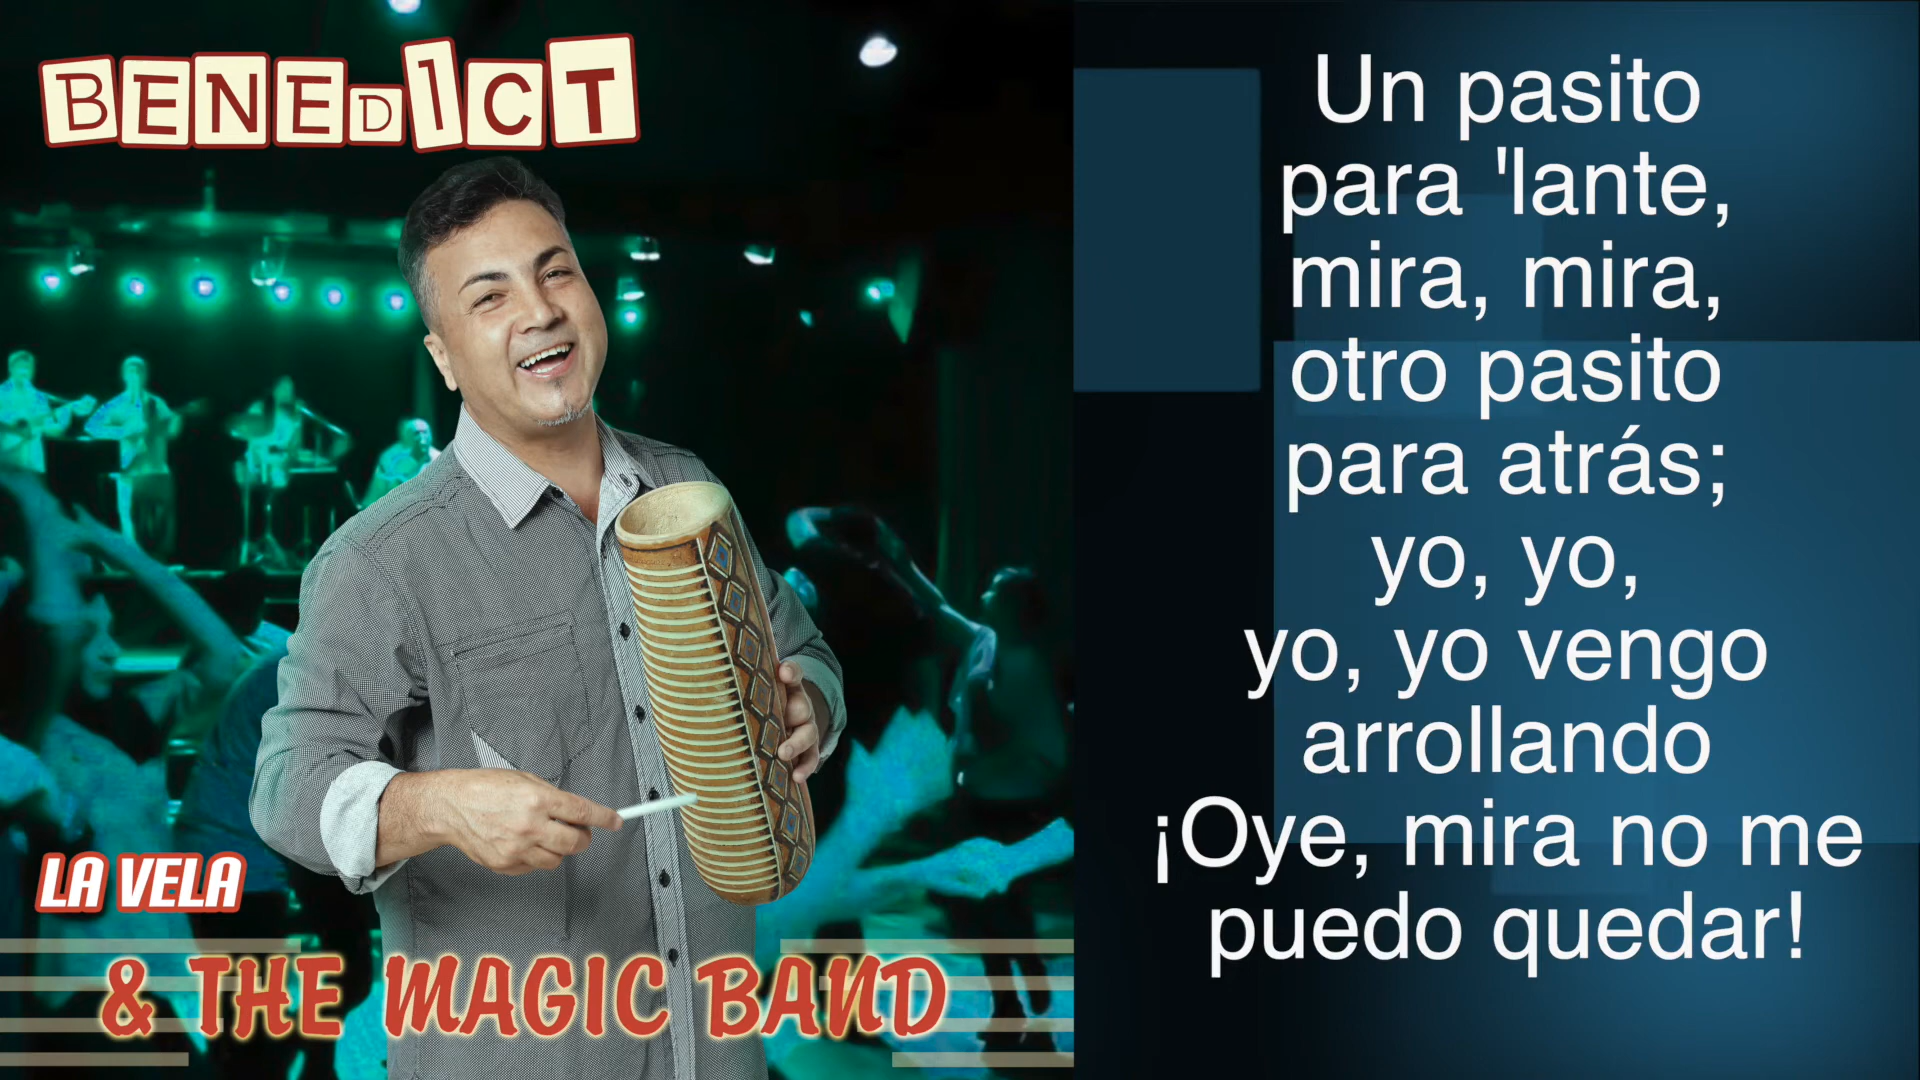 BENEDICT
LA VELA
& THE MAGIC BAND
Un pasito
para 'lante,
mira, mira,
otro pasito
para atrás;
yo, yo,
yo, yo vengo
arrollando
¡Oye, mira no me
puedo quedar!